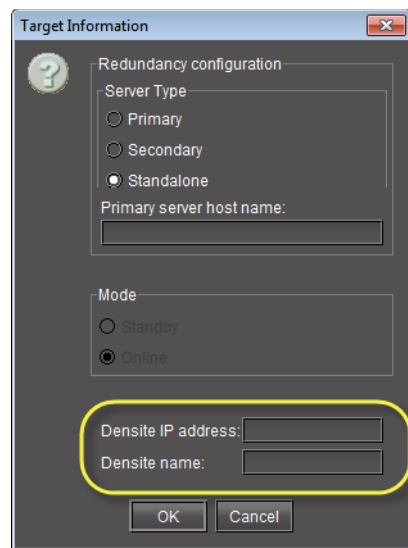 Target Information
Redundancy configuration
Server Type
Primary
Secondary
Standalone
Primary server host name:
Mode
Standby
Online
Densite IP address:
Densite name:
OK
Cancel